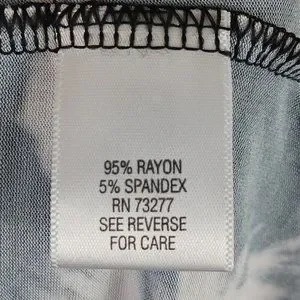 95% RAYON
5% SPANDEX
RN 73277
SEE REVERSE
FOR CARE